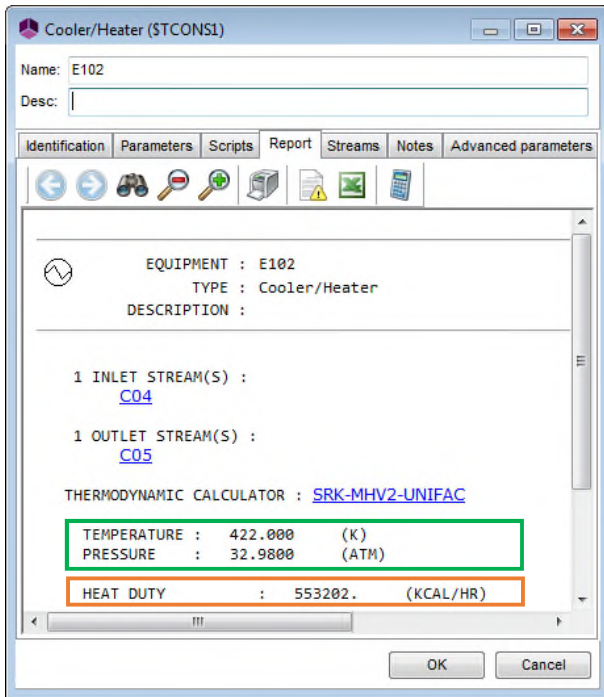 Cooler/Heater ($TCONS1)
Name: E102
Desc:
Identification Parameters Scripts Report Streams Notes Advanced parameters
EQUIPMENT : E102
TYPE : Cooler/Heater
DESCRIPTION :
1 INLET STREAM(S) :
C04
1 OUTLET STREAM(S) :
C05
THERMODYNAMIC CALCULATOR : SRK-MHV2-UNIFAC
TEMPERATURE : 422.000 (K)
PRESSURE : 32.9800 (ATM)
HEAT DUTY : 553202. (KCAL/HR)
OK Cancel